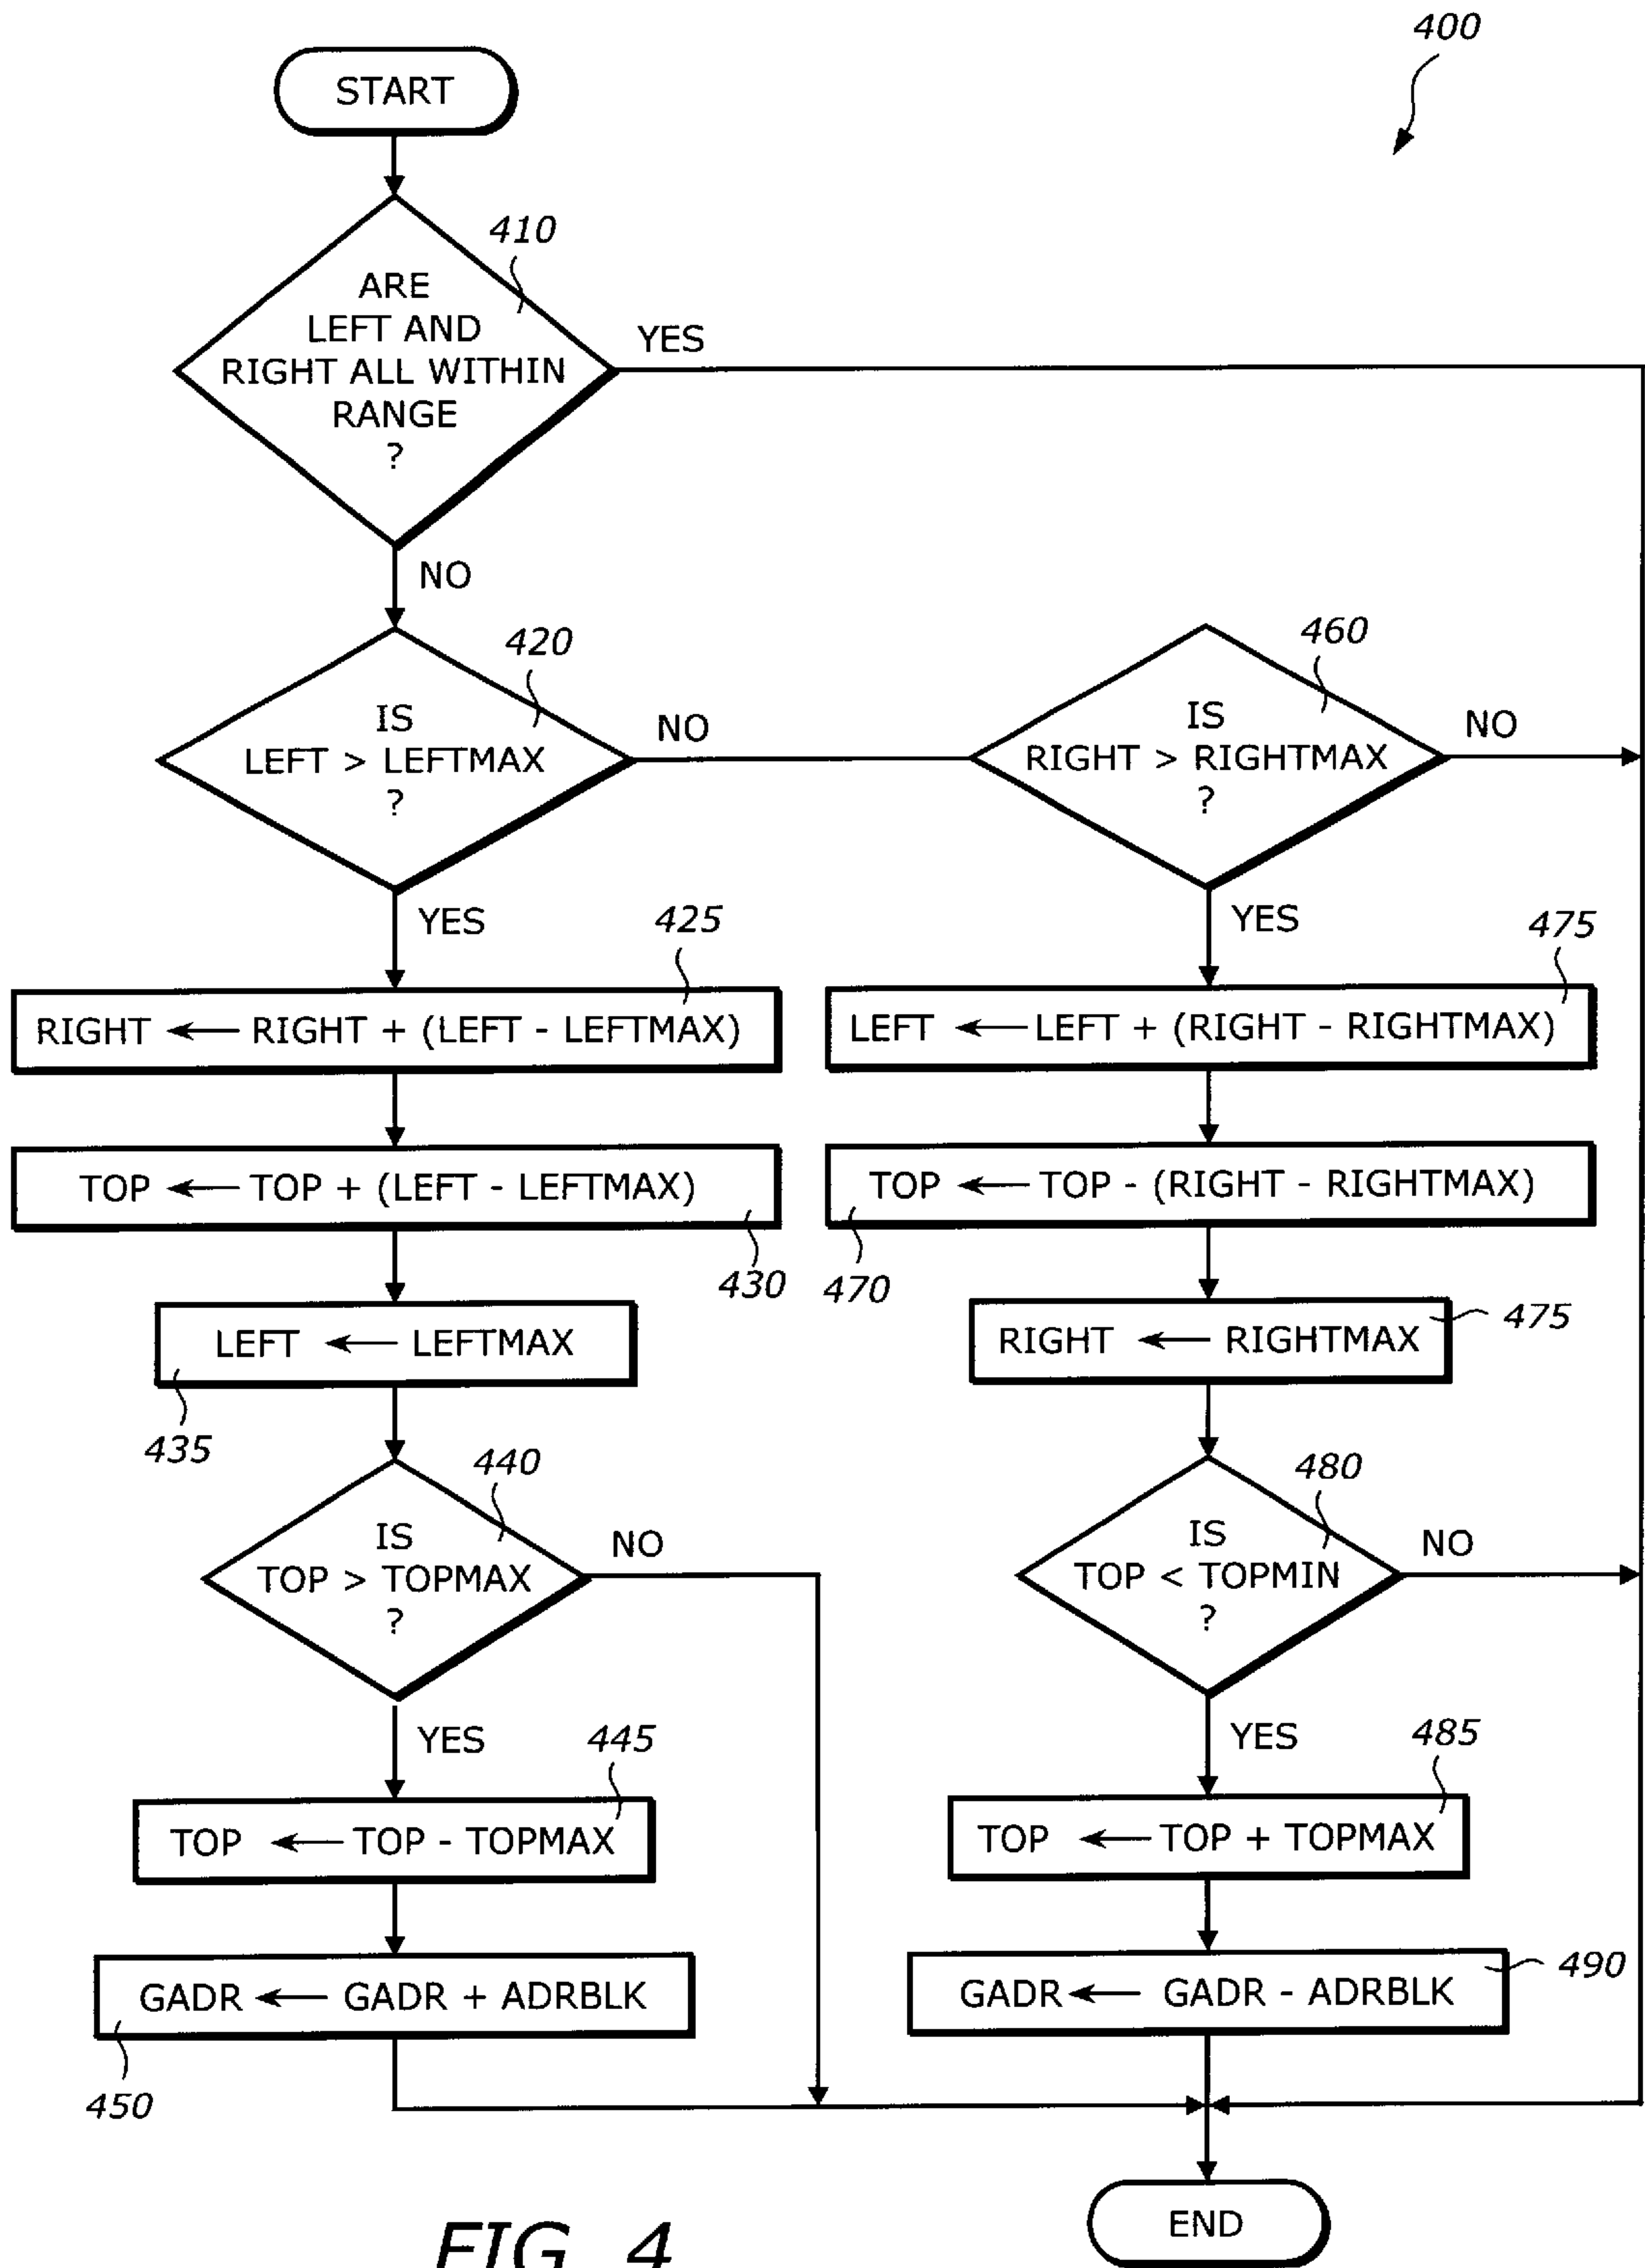 400
START
410
ARE
LEFT AND
RIGHT ALL WITHIN
RANGE
?
YES
NO
420
IS
LEFT > LEFTMAX
?
NO
460
IS
RIGHT > RIGHTMAX
?
NO
YES
425
RIGHT ← RIGHT + (LEFT - LEFTMAX)
TOP ← TOP + (LEFT - LEFTMAX)
430
LEFT ← LEFTMAX
435
440
IS
TOP > TOPMAX
?
NO
YES
445
TOP ← TOP - TOPMAX
GADR ← GADR + ADRBLK
450
YES
475
LEFT ← LEFT + (RIGHT - RIGHTMAX)
TOP ← TOP - (RIGHT - RIGHTMAX)
470
RIGHT ← RIGHTMAX
475
480
IS
TOP < TOPMIN
?
NO
YES
485
TOP ← TOP + TOPMAX
GADR ← GADR - ADRBLK
490
END
FIG. 4